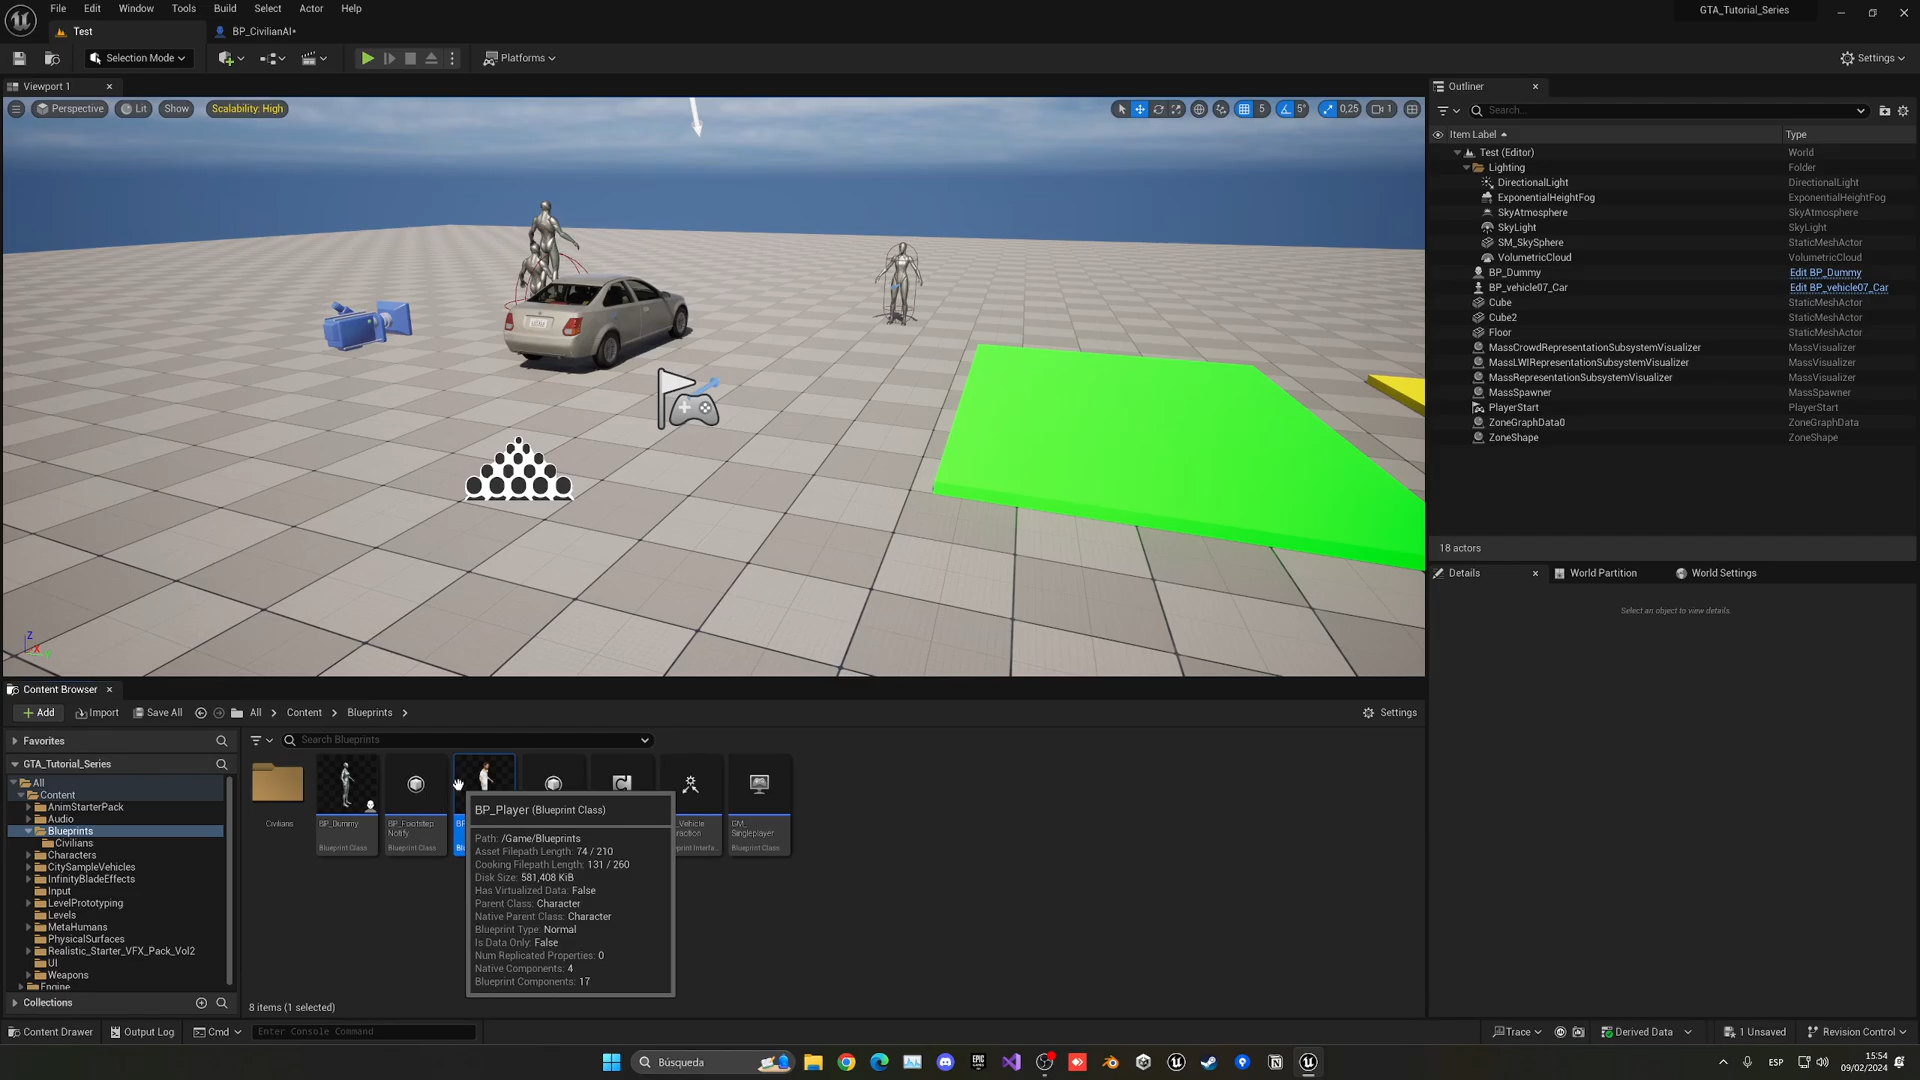 File Edit Window Tools Build Select Actor Help
GTA_Tutorial_Series
Test
BP_CivilianAI*
Selection Mode
Platforms
Settings
Viewport 1
Perspective
Lit
Show
Scalability: High
5
5°
0,25
1
Outliner
Search...
Item Label
Type
Test (Editor) World
Lighting Folder
DirectionalLight DirectionalLight
ExponentialHeightFog ExponentialHeightFog
SkyAtmosphere SkyAtmosphere
SkyLight SkyLight
SM_SkySphere StaticMeshActor
VolumetricCloud VolumetricCloud
BP_Dummy Edit BP_Dummy
BP_vehicle07_Car Edit BP_vehicle07_Car
Cube StaticMeshActor
Cube2 StaticMeshActor
Floor StaticMeshActor
MassCrowdRepresentationSubsystemVisualizer MassVisualizer
MassLWIRepresentationSubsystemVisualizer MassVisualizer
MassRepresentationSubsystemVisualizer MassVisualizer
MassSpawner MassSpawner
PlayerStart PlayerStart
ZoneGraphData0 ZoneGraphData
ZoneShape ZoneShape
18 actors
Details
World Partition
World Settings
Select an object to view details.
Z
X
Content Browser
Add
Import
Save All
All
Content
Blueprints
Settings
Favorites
Search Blueprints
GTA_Tutorial_Series
All
Content
AnimStarterPack
Audio
Blueprints
Civilians
Characters
CitySampleVehicles
InfinityBladeEffects
Input
LevelPrototyping
Levels
MetaHumans
PhysicalSurfaces
Realistic_Starter_VFX_Pack_Vol2
UI
Weapons
Engine
Collections
Civilians
BP_Dummy
Blueprint Class
BP_Footstep
Notify
Blueprint Class
BP_Player (Blueprint Class)
Path: /Game/Blueprints
Asset Filepath Length: 74 / 210
Cooking Filepath Length: 131 / 260
Disk Size: 581,408 KiB
Has Virtualized Data: False
Parent Class: Character
Native Parent Class: Character
Blueprint Type: Normal
Is Data Only: False
Num Replicated Properties: 0
Native Components: 4
Blueprint Components: 17
GM_
Singleplayer
Blueprint Class
8 items (1 selected)
Content Drawer
Output Log
Cmd
Enter Console Command
Trace
Derived Data
1 Unsaved
Revision Control
Búsqueda
ESP
15:54
09/02/2024